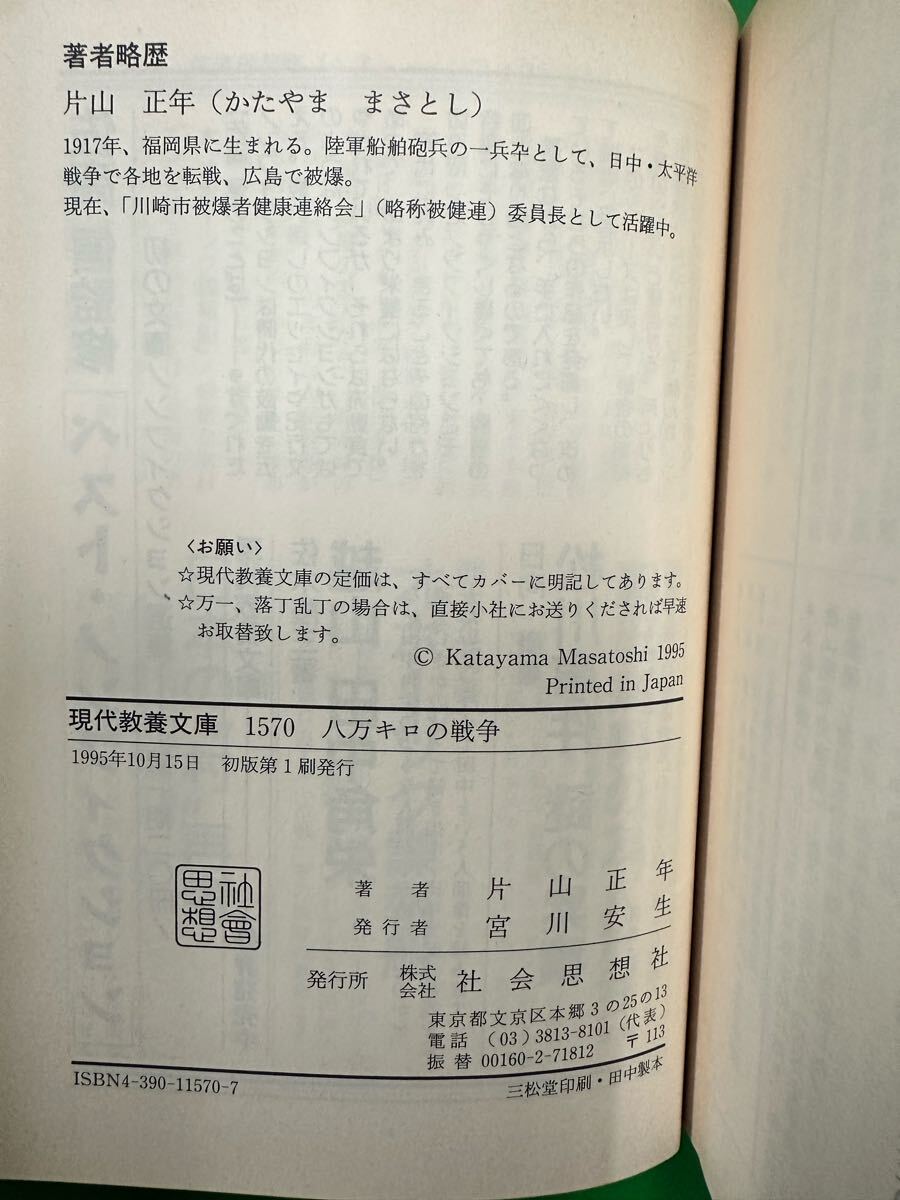 著者略歴
片山　正年（かたやま　まさとし）
1917年、福岡県に生まれる。陸軍船舶砲兵の一兵卒として、日中・太平洋
戦争で各地を転戦、広島で被爆。
現在、「川崎市被爆者健康連絡会」（略称被健連）委員長として活躍中。
〈お願い〉
☆現代教養文庫の定価は、すべてカバーに明記してあります。
☆万一、落丁乱丁の場合は、直接小社にお送りくだされば早速
お取替致します。
© Katayama Masatoshi 1995
Printed in Japan
現代教養文庫　1570　八万キロの戦争
1995年10月15日　初版第1刷発行
社會思想
著者　片山正年
発行者　宮川安生
発行所　株式会社　社会思想社
東京都文京区本郷3の25の13
電話　（03）3813-8101（代表）
振替　00160-2-71812　〒113
ISBN4-390-11570-7
三松堂印刷・田中製本